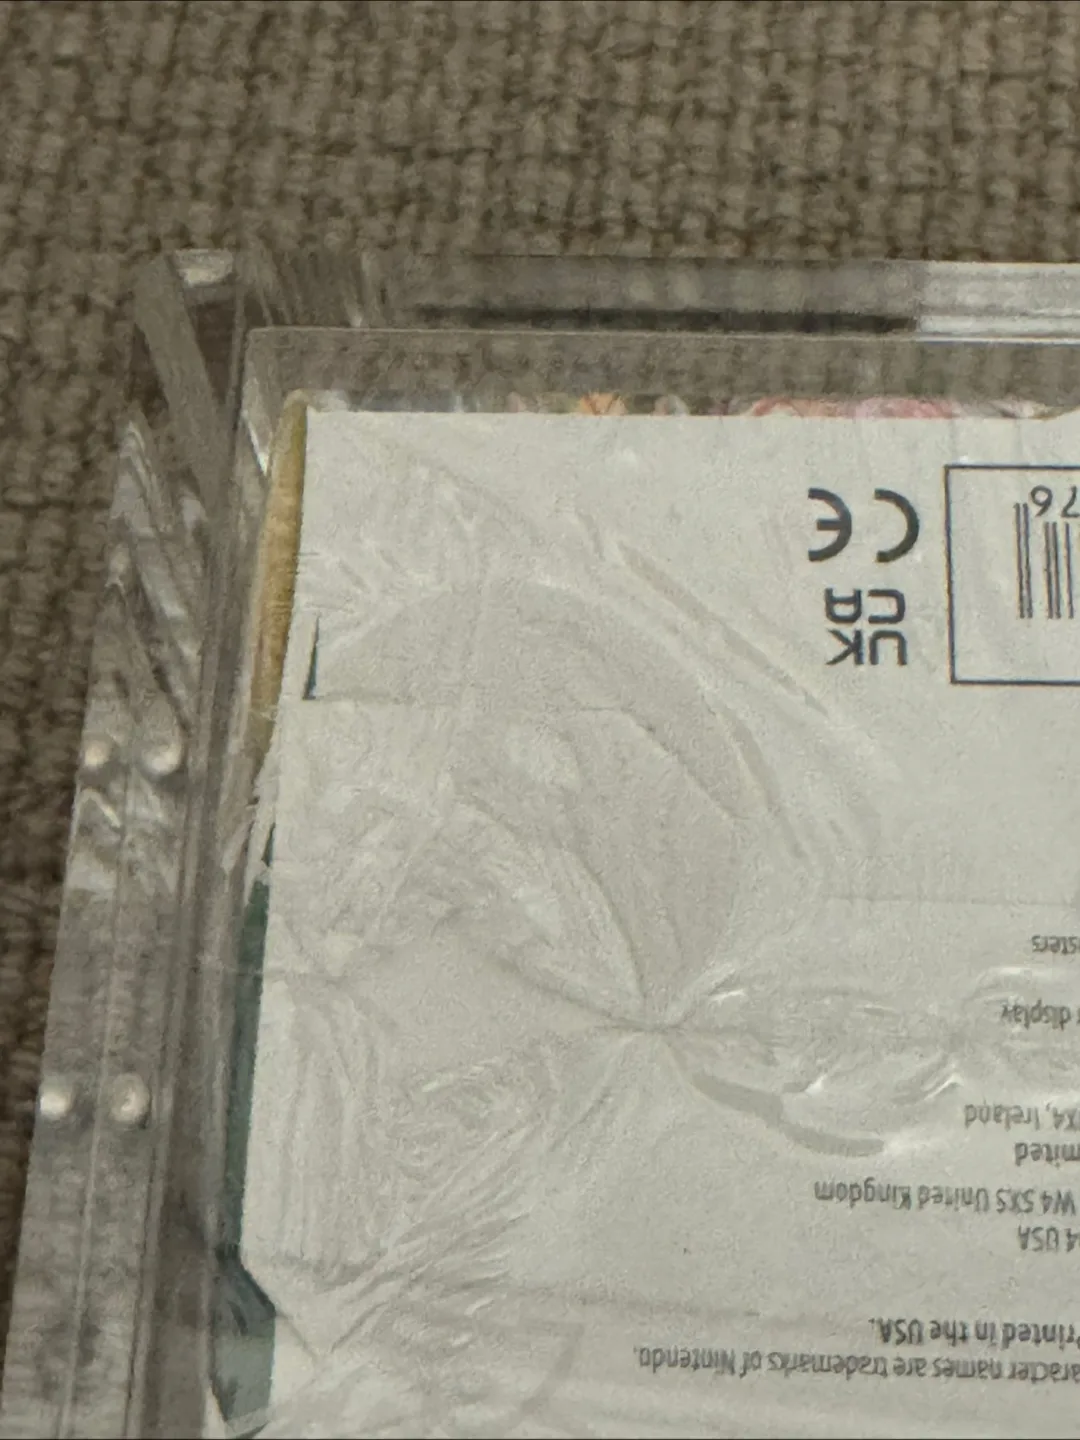 aracter names are trademarks of Nintendo.
Printed in the USA.
4 USA
W4 5XS United Kingdom
mited
X4, Ireland
display
sters
UK
CA
CE
76